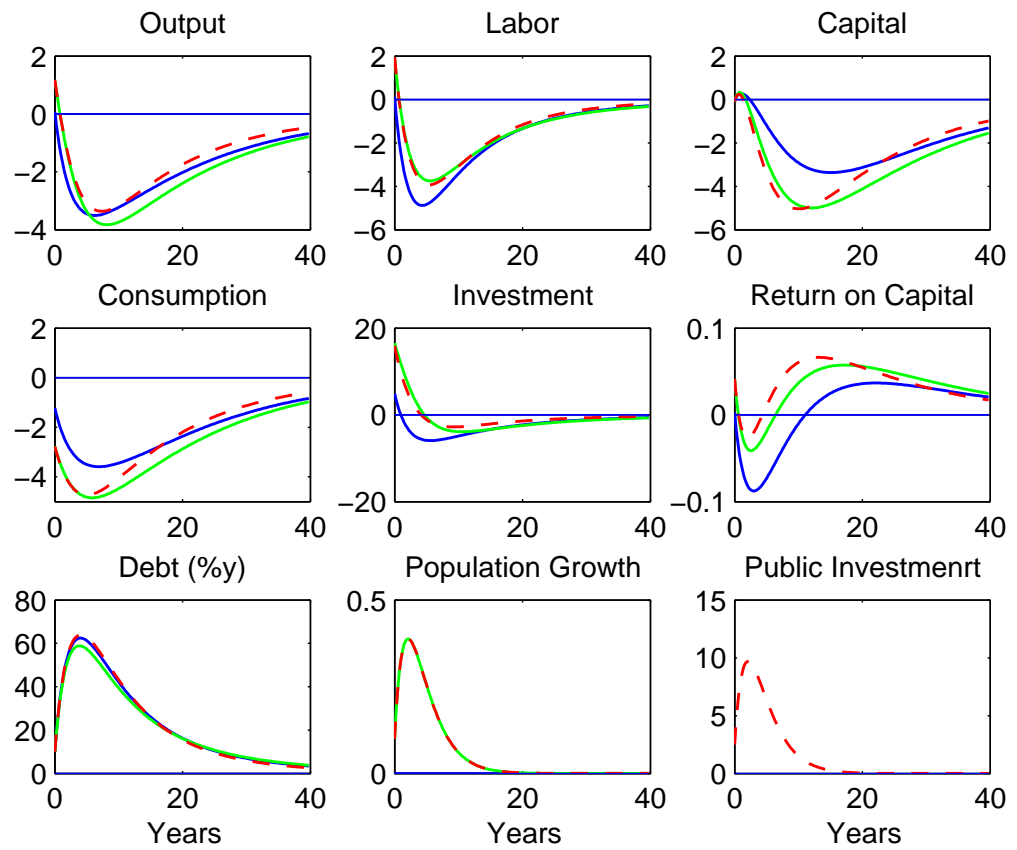 Output Labor Capital
2 2 2
0 0 0
−2 −2 −2
−4 −4
−4 −6 −6
0 20 40 0 20 40 0 20 40
Consumption Investment Return on Capital
2 20 0.1
0
−2 0 0
−4
−20 −0.1
0 20 40 0 20 40 0 20 40
Debt (%y) Population Growth Public Investmenrt
80 0.5 15
60
40 10
20 5
0 0 0
0 20 40 0 20 40 0 20 40
Years Years Years